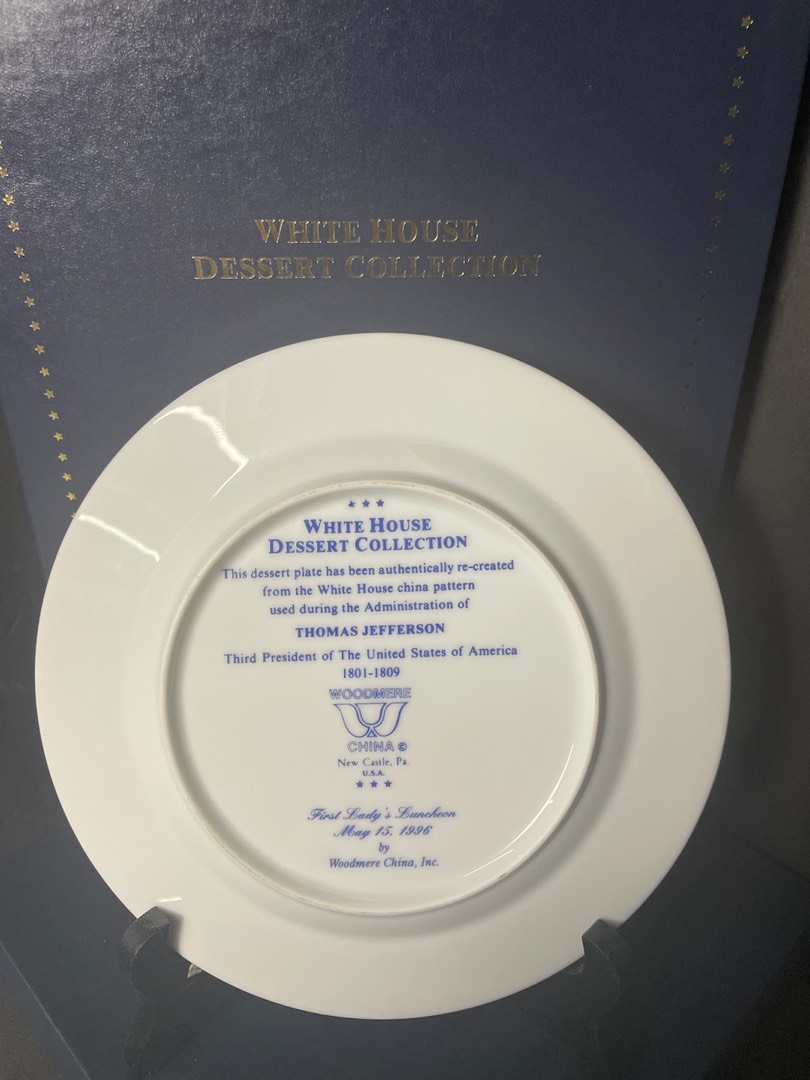 WHITE HOUSE
DESSERT COLLECTION
WHITE HOUSE
DESSERT COLLECTION
This dessert plate has been authentically re-created
from the White House china pattern
used during the Administration of
THOMAS JEFFERSON
Third President of The United States of America
1801-1809
WOODMERE
CHINA ©
New Castle, Pa.
U.S.A.
First Lady's Luncheon
May 15, 1996
by
Woodmere China, Inc.